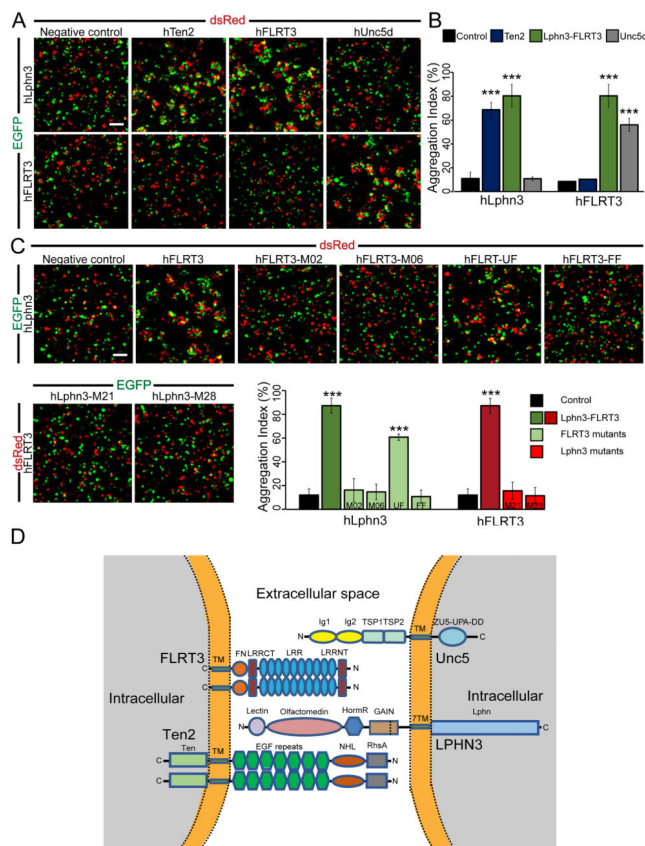 A
dsRed
Negative control hTen2 hFLRT3 hUnc5d
EGFP
hLphn3
hFLRT3
B
Control Ten2 Lphn3-FLRT3 Unc5d
Aggregation Index (%)
100
80
60
40
20
0
*** *** *** ***
hLphn3 hFLRT3
C
dsRed
Negative control hFLRT3 hFLRT3-M02 hFLRT3-M06 hFLRT-UF hFLRT3-FF
EGFP
hLphn3
EGFP
hLphn3-M21 hLphn3-M28
dsRed
hFLRT3
Aggregation Index (%)
100
80
60
40
20
0
*** *** ***
M02 M06 UF FF M21 M28
hLphn3 hFLRT3
Control
Lphn3-FLRT3
FLRT3 mutants
Lphn3 mutants
D
Extracellular space
Ig1 Ig2 TSP1 TSP2 TM ZU5-UPA-DD
N C
Unc5
FLRT3
TM FN LRRCT LRR LRRNT
C N
C N
Intracellular
Intracellular
Lectin Olfactomedin HormR GAIN 7TM Lphn
N C
LPHN3
Ten2
Ten TM EGF repeats NHL RhsA
C N
C N